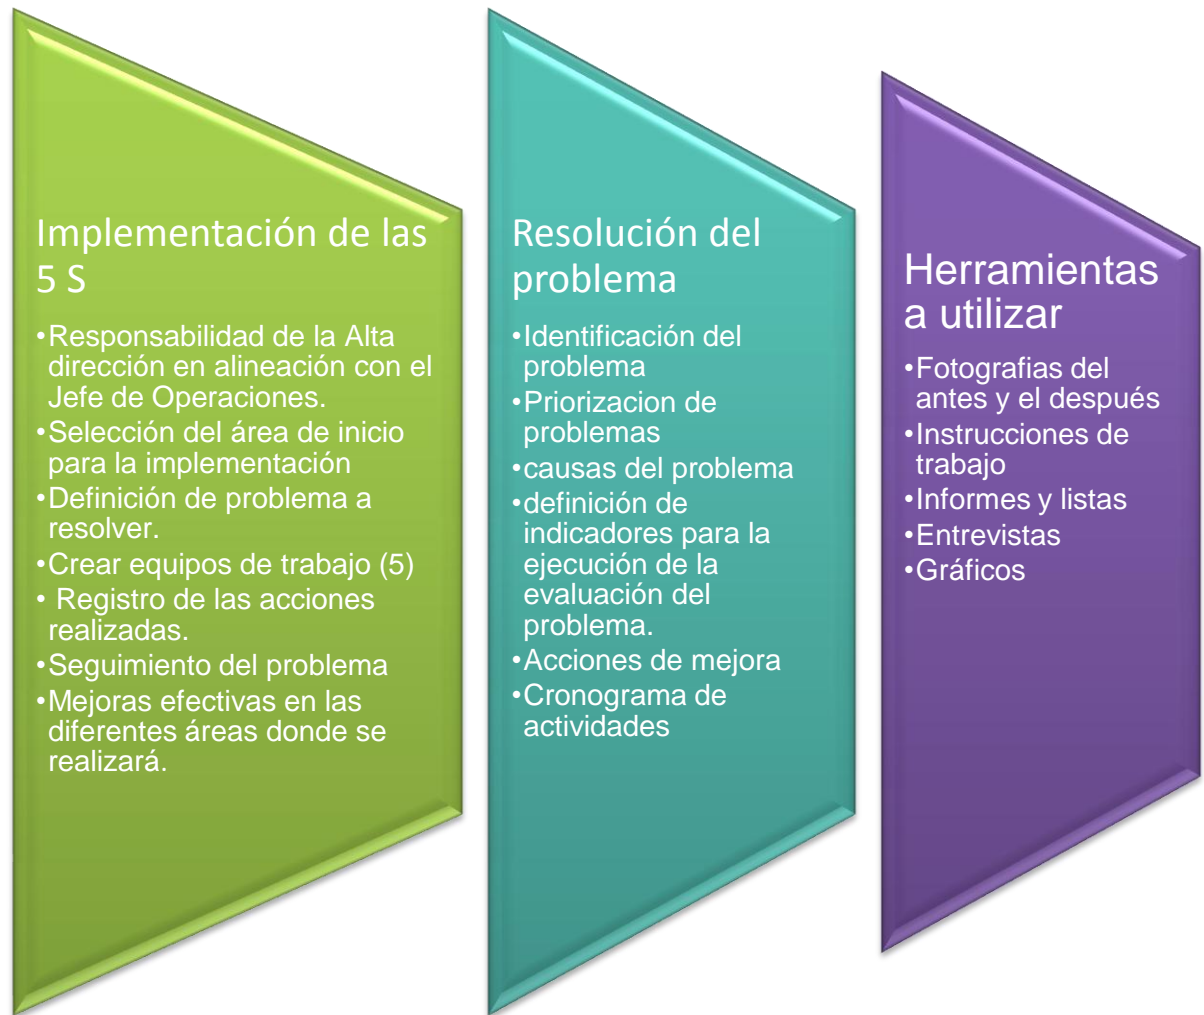 Implementación de las
5 S
•Responsabilidad de la Alta
dirección en alineación con el
Jefe de Operaciones.
•Selección del área de inicio
para la implementación
•Definición de problema a
resolver.
•Crear equipos de trabajo (5)
• Registro de las acciones
realizadas.
•Seguimiento del problema
•Mejoras efectivas en las
diferentes áreas donde se
realizará.
Resolución del
problema
•Identificación del
problema
•Priorizacion de
problemas
•causas del problema
•definición de
indicadores para la
ejecución de la
evaluación del
problema.
•Acciones de mejora
•Cronograma de
actividades
Herramientas
a utilizar
•Fotografias del
antes y el después
•Instrucciones de
trabajo
•Informes y listas
•Entrevistas
•Gráficos